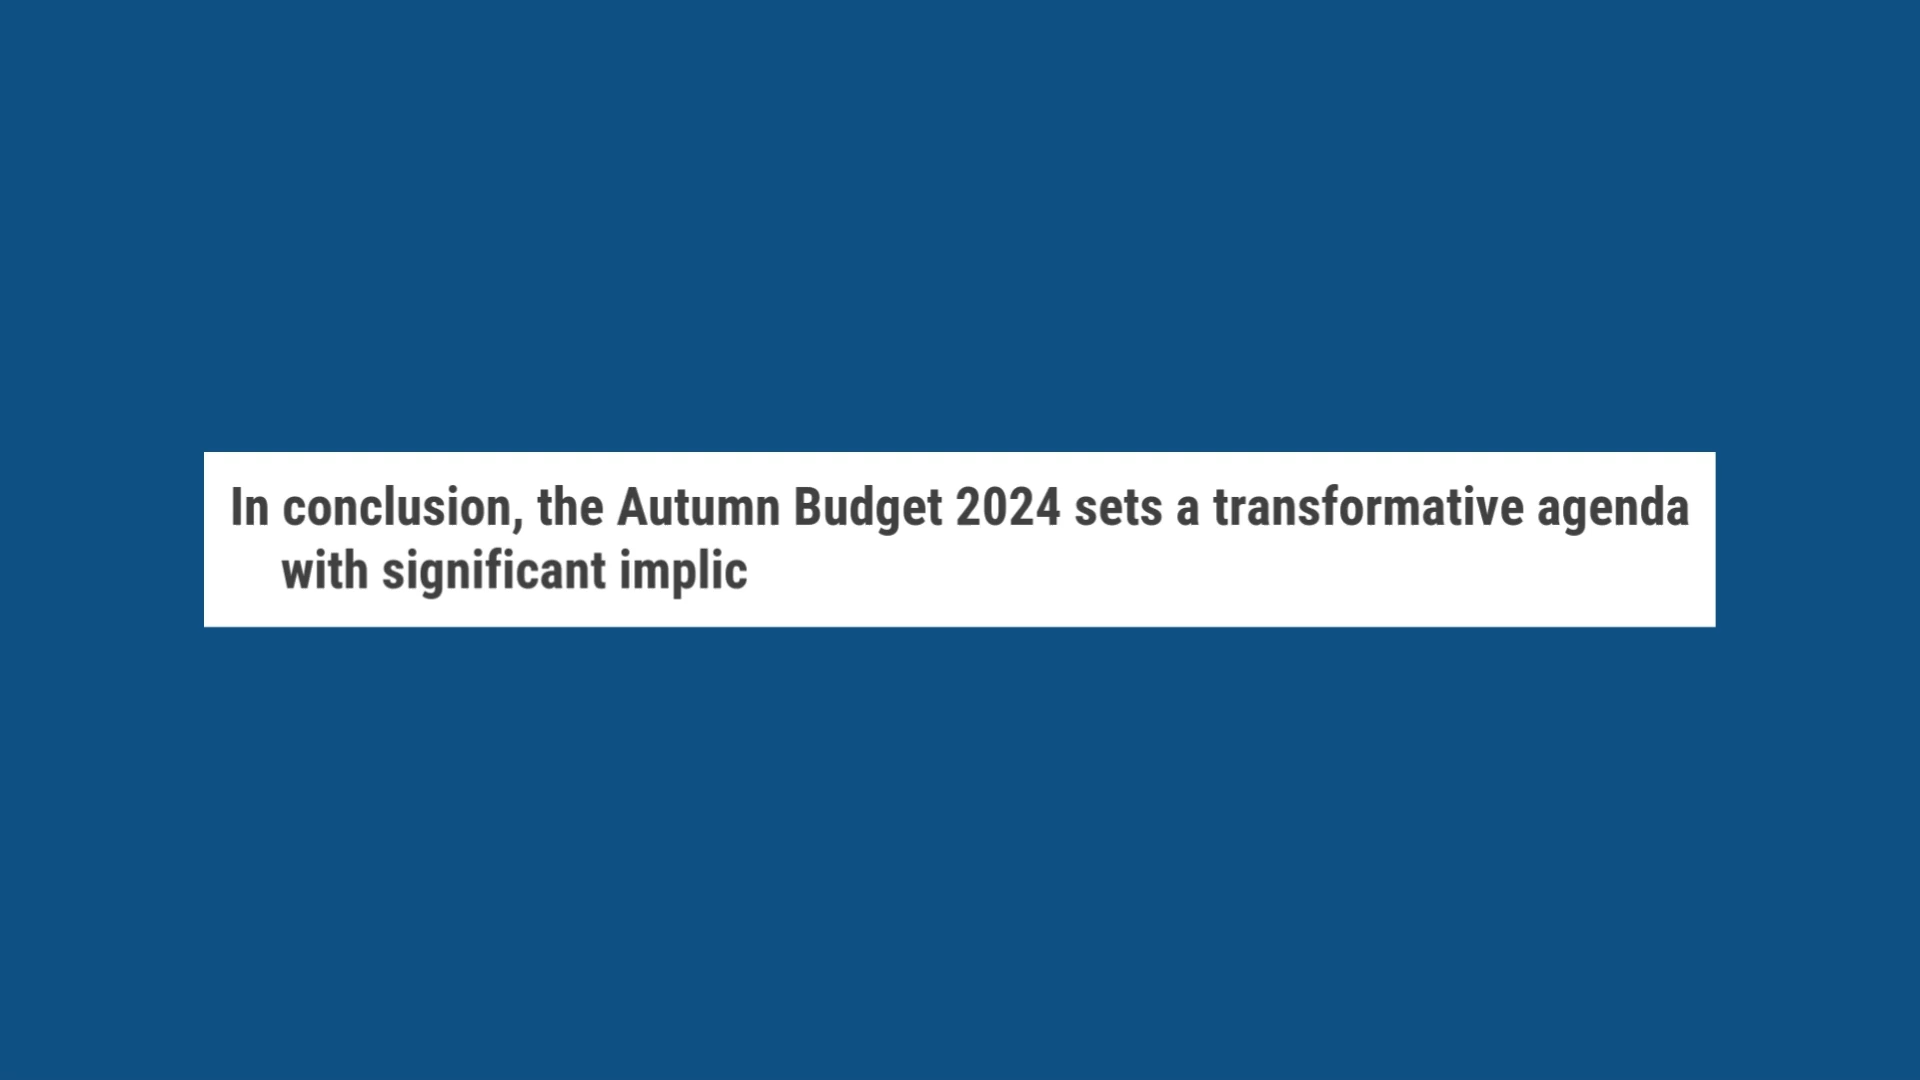 In conclusion, the Autumn Budget 2024 sets a transformative agenda
with significant implic